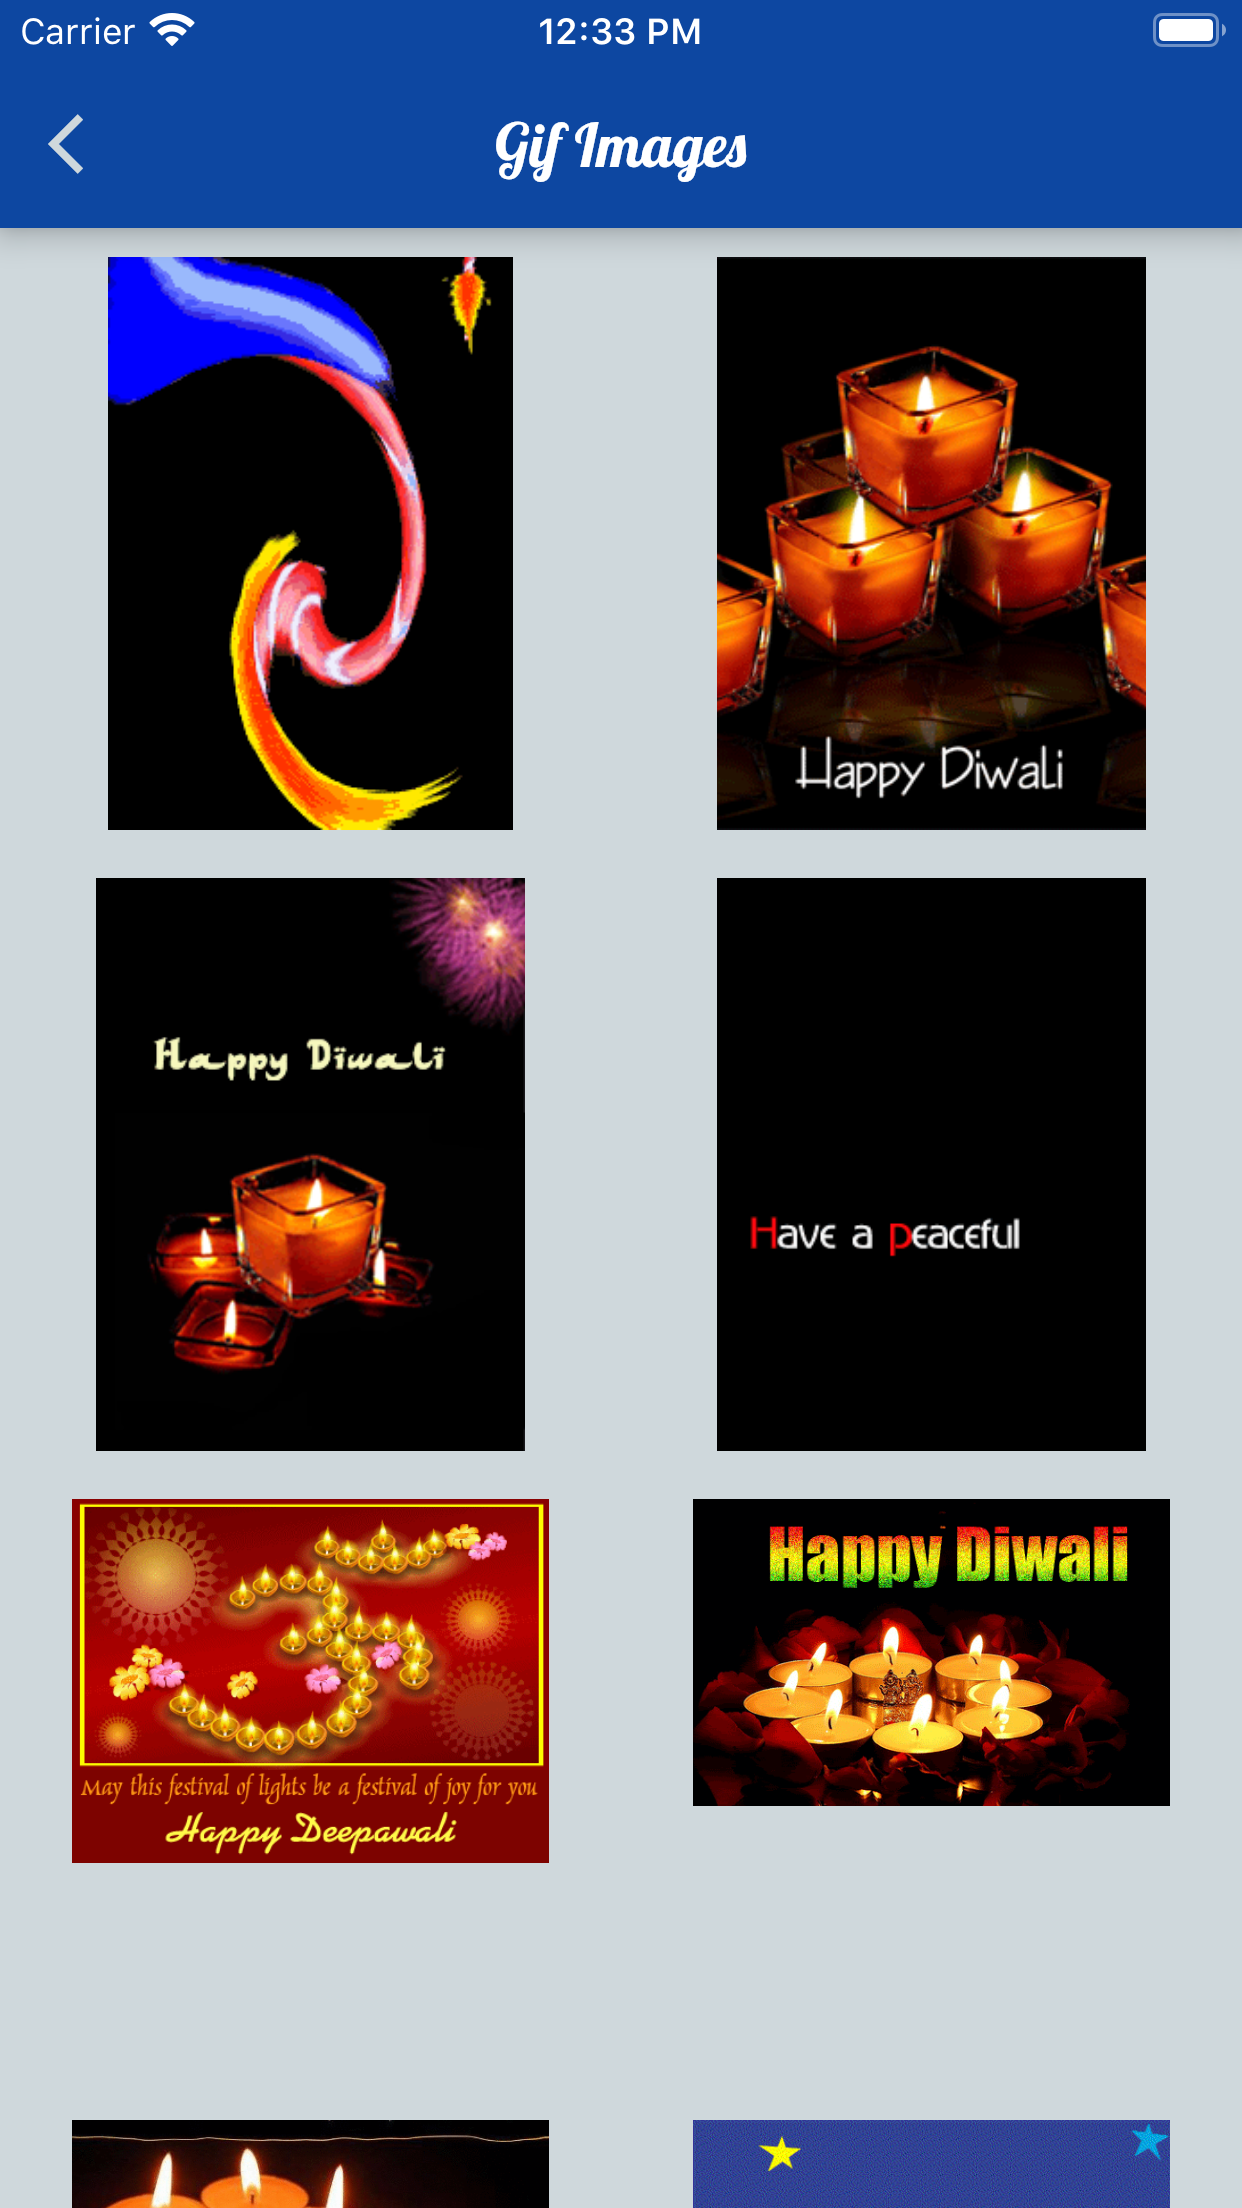 Carrier 12:33 PM
Gif Images
Happy Diwali
Happy Diwali
Have a peaceful
May this festival of lights be a festival of joy for you
Happy Deepawali
Happy Diwali